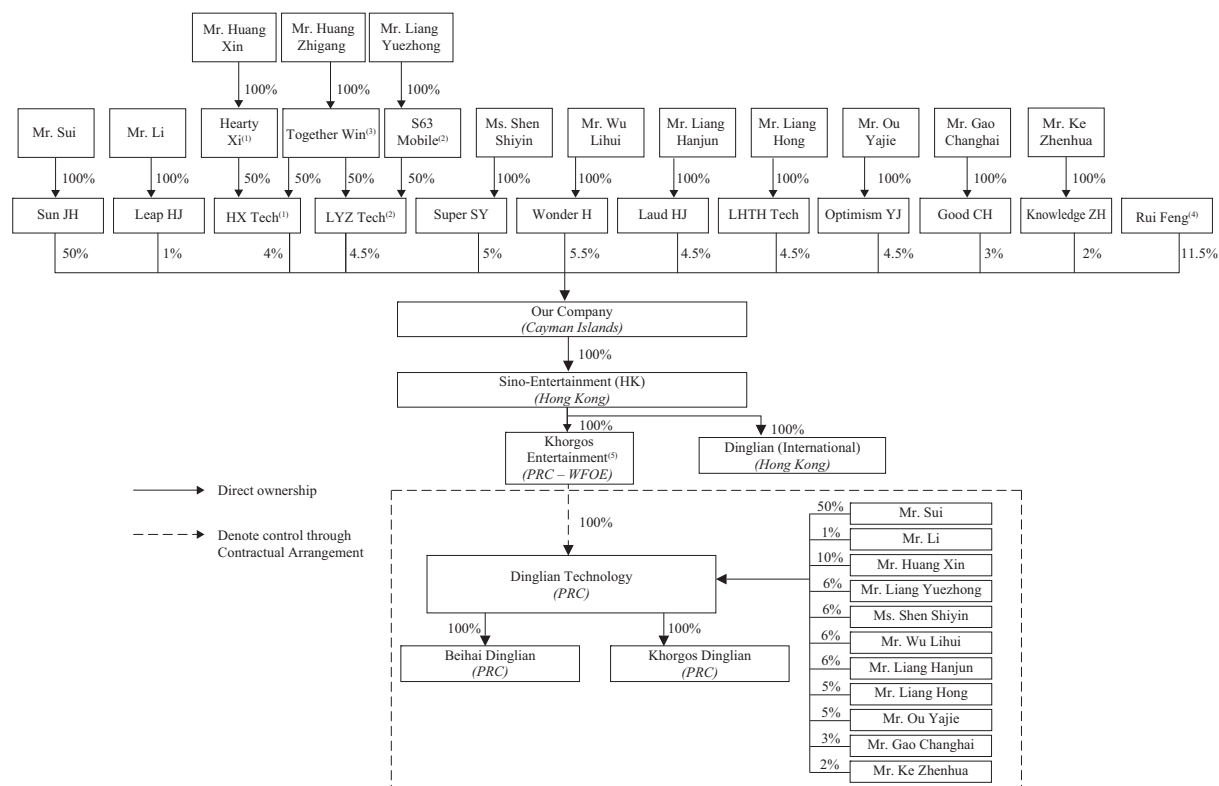 Mr. Huang
Xin
Mr. Huang
Zhigang
Mr. Liang
Yuezhong
100%
100%
100%
Mr. Sui
Mr. Li
Hearty
Xi(1)
Together Win(3)
S63
Mobile(2)
Ms. Shen
Shiyin
Mr. Wu
Lihui
Mr. Liang
Hanjun
Mr. Liang
Hong
Mr. Ou
Yajie
Mr. Gao
Changhai
Mr. Ke
Zhenhua
100%
100%
50%
50%
50%
50%
100%
100%
100%
100%
100%
100%
100%
Sun JH
Leap HJ
HX Tech(1)
LYZ Tech(2)
Super SY
Wonder H
Laud HJ
LHTH Tech
Optimism YJ
Good CH
Knowledge ZH
Rui Feng(4)
50%
1%
4%
4.5%
5%
5.5%
4.5%
4.5%
4.5%
3%
2%
11.5%
Our Company
(Cayman Islands)
100%
Sino-Entertainment (HK)
(Hong Kong)
100%
100%
Khorgos
Entertainment(5)
(PRC – WFOE)
Dinglian (International)
(Hong Kong)
Direct ownership
Denote control through
Contractual Arrangement
100%
Dinglian Technology
(PRC)
100%
100%
Beihai Dinglian
(PRC)
Khorgos Dinglian
(PRC)
50%
Mr. Sui
1%
Mr. Li
10%
Mr. Huang Xin
6%
Mr. Liang Yuezhong
6%
Ms. Shen Shiyin
6%
Mr. Wu Lihui
6%
Mr. Liang Hanjun
5%
Mr. Liang Hong
5%
Mr. Ou Yajie
3%
Mr. Gao Changhai
2%
Mr. Ke Zhenhua